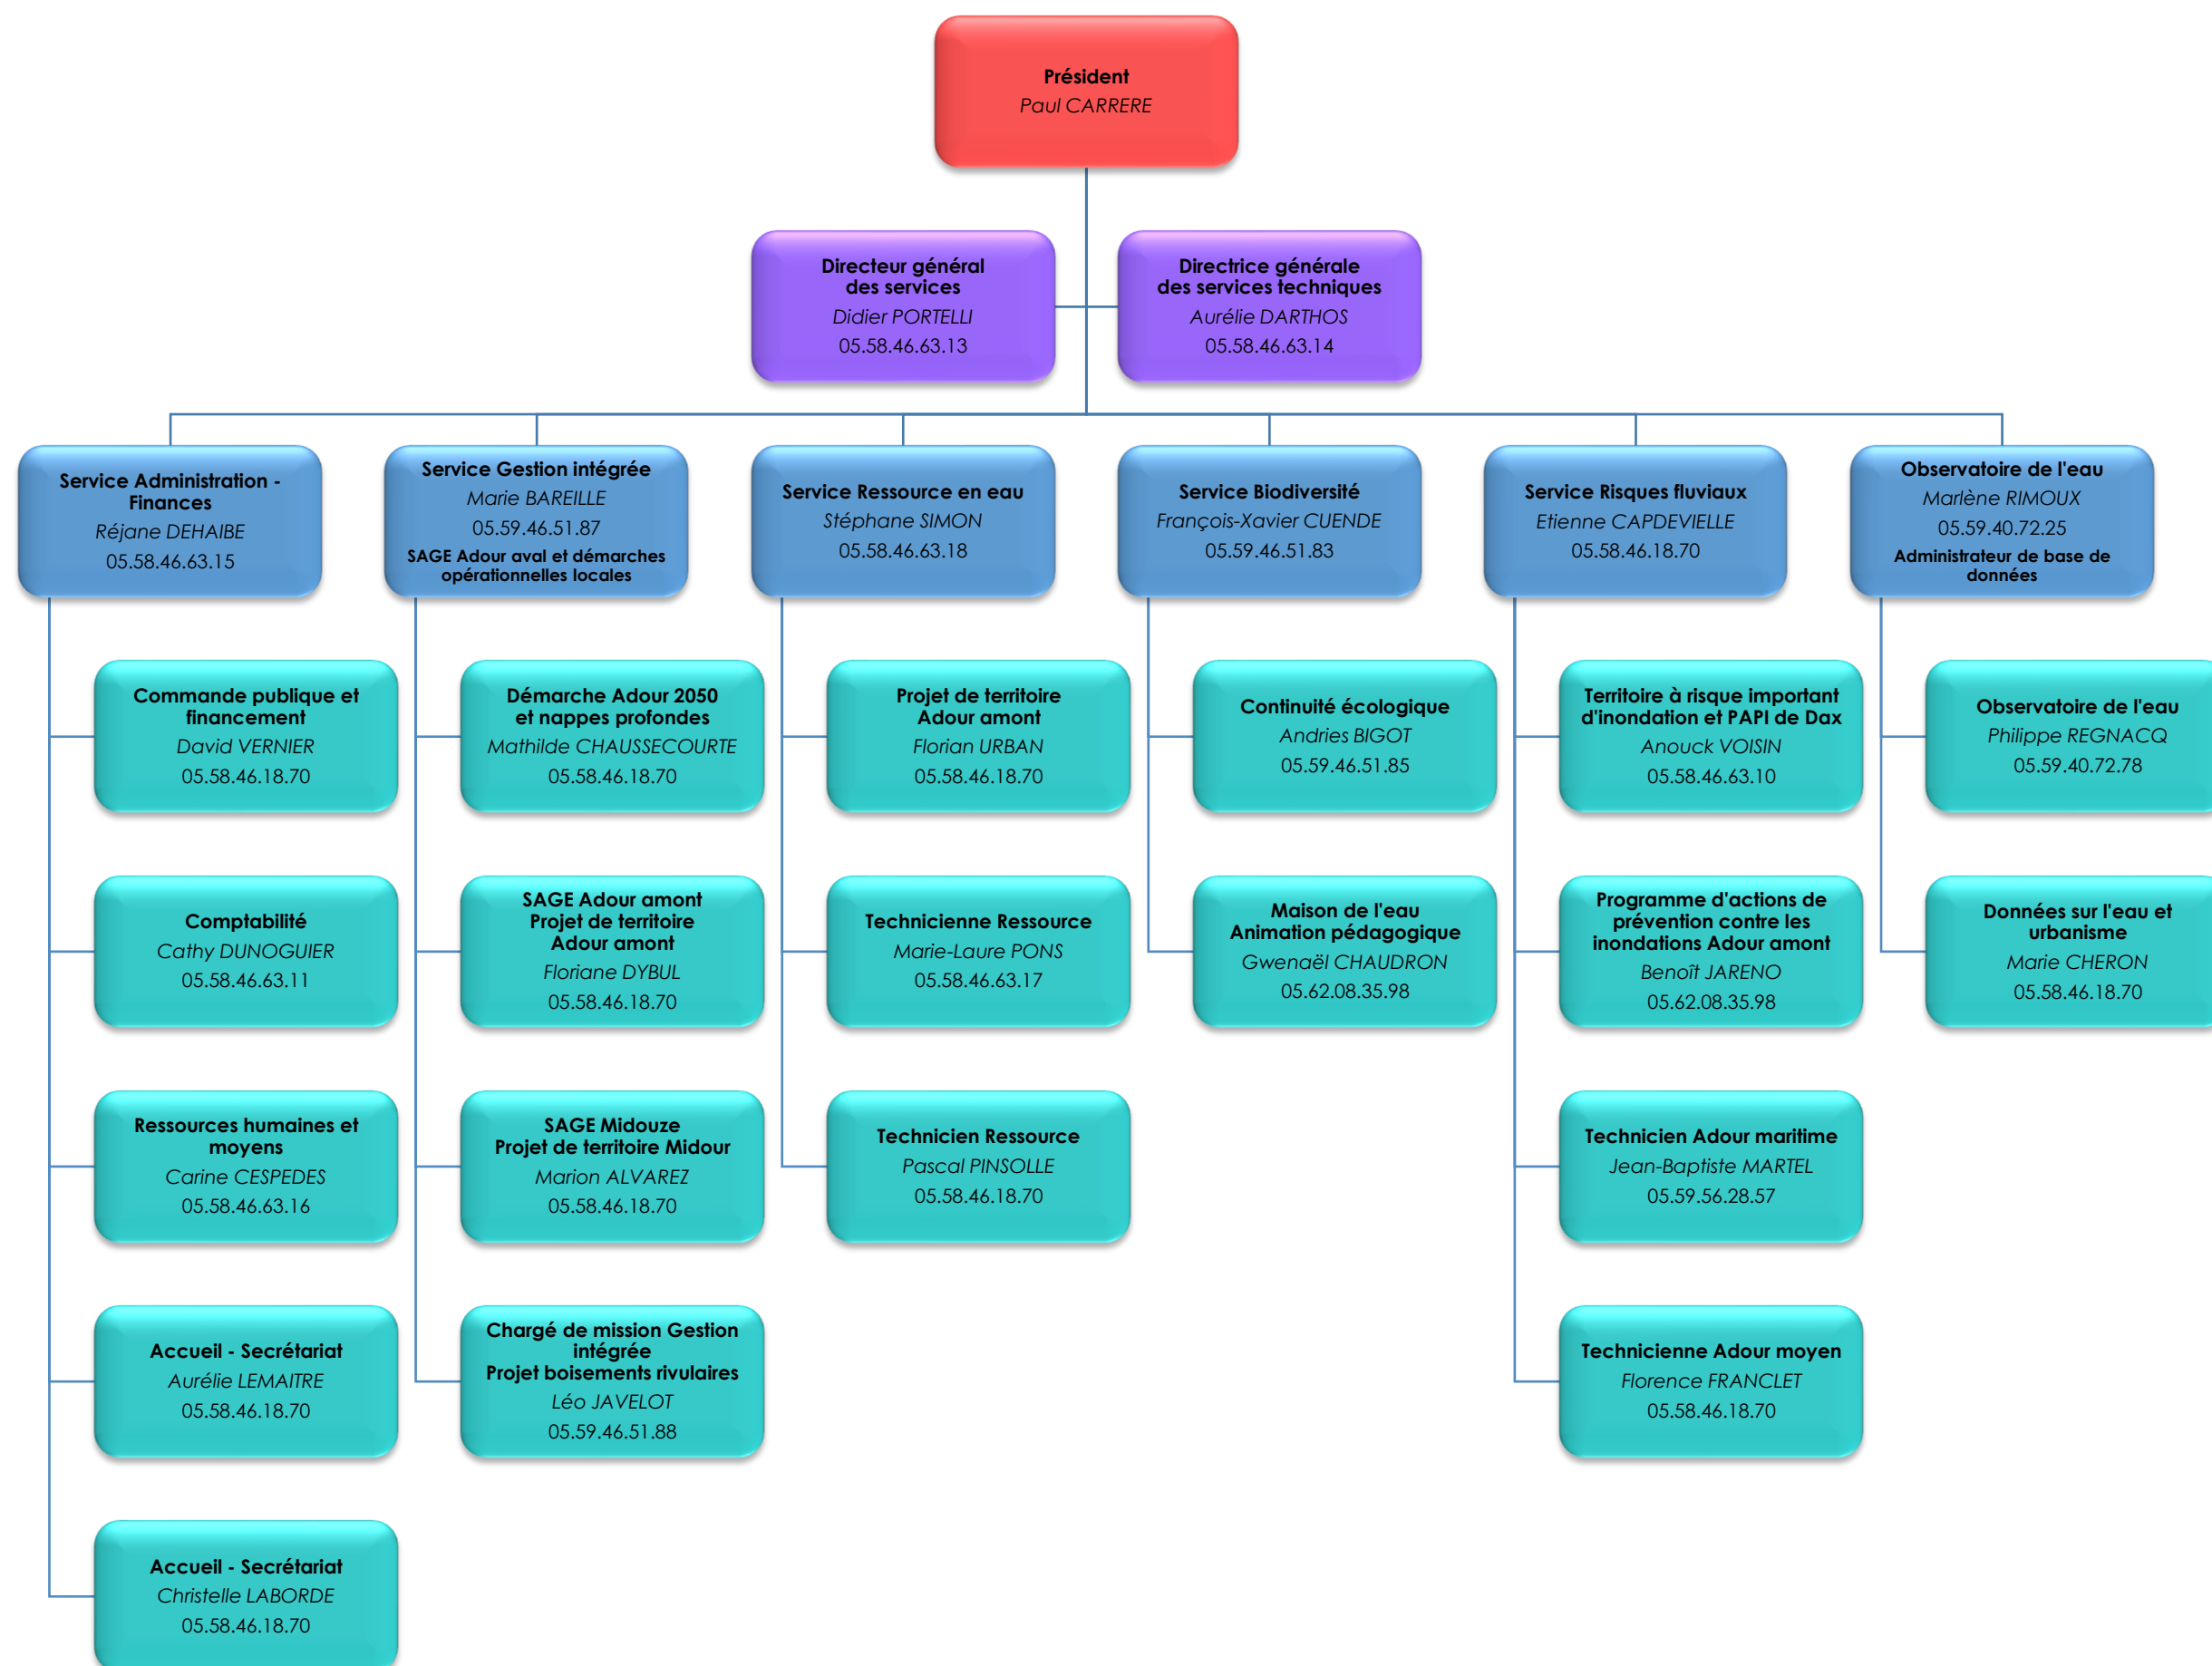 Président
Paul CARRERE
Directeur général
des services
Didier PORTELLI
05.58.46.63.13
Directrice générale
des services techniques
Aurélie DARTHOS
05.58.46.63.14
Service Administration -
Finances
Réjane DEHAIBE
05.58.46.63.15
Service Gestion intégrée
Marie BAREILLE
05.59.46.51.87
SAGE Adour aval et démarches
opérationnelles locales
Service Ressource en eau
Stéphane SIMON
05.58.46.63.18
Service Biodiversité
François-Xavier CUENDE
05.59.46.51.83
Service Risques fluviaux
Etienne CAPDEVIELLE
05.58.46.18.70
Observatoire de l'eau
Marlène RIMOUX
05.59.40.72.25
Administrateur de base de
données
Commande publique et
financement
David VERNIER
05.58.46.18.70
Démarche Adour 2050
et nappes profondes
Mathilde CHAUSSECOURTE
05.58.46.18.70
Projet de territoire
Adour amont
Florian URBAN
05.58.46.18.70
Continuité écologique
Andries BIGOT
05.59.46.51.85
Territoire à risque important
d'inondation et PAPI de Dax
Anouck VOISIN
05.58.46.63.10
Observatoire de l'eau
Philippe REGNACQ
05.59.40.72.78
Comptabilité
Cathy DUNOGUIER
05.58.46.63.11
SAGE Adour amont
Projet de territoire
Adour amont
Floriane DYBUL
05.58.46.18.70
Technicienne Ressource
Marie-Laure PONS
05.58.46.63.17
Maison de l'eau
Animation pédagogique
Gwenaël CHAUDRON
05.62.08.35.98
Programme d'actions de
prévention contre les
inondations Adour amont
Benoît JARENO
05.62.08.35.98
Données sur l'eau et
urbanisme
Marie CHERON
05.58.46.18.70
Ressources humaines et
moyens
Carine CESPEDES
05.58.46.63.16
SAGE Midouze
Projet de territoire Midour
Marion ALVAREZ
05.58.46.18.70
Technicien Ressource
Pascal PINSOLLE
05.58.46.18.70
Technicien Adour maritime
Jean-Baptiste MARTEL
05.59.56.28.57
Accueil - Secrétariat
Aurélie LEMAITRE
05.58.46.18.70
Chargé de mission Gestion
intégrée
Projet boisements rivulaires
Léo JAVELOT
05.59.46.51.88
Technicienne Adour moyen
Florence FRANCLET
05.58.46.18.70
Accueil - Secrétariat
Christelle LABORDE
05.58.46.18.70